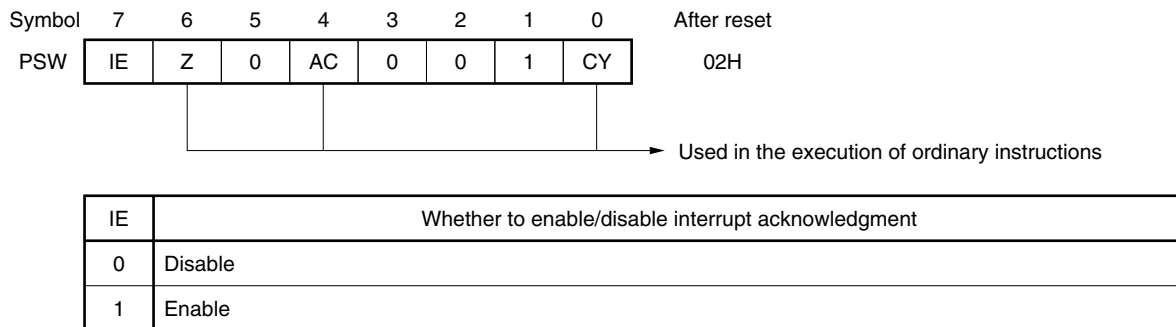 Symbol 7 6 5 4 3 2 1 0 After reset
PSW IE Z 0 AC 0 0 1 CY 02H
Used in the execution of ordinary instructions
IE Whether to enable/disable interrupt acknowledgment
0 Disable
1 Enable